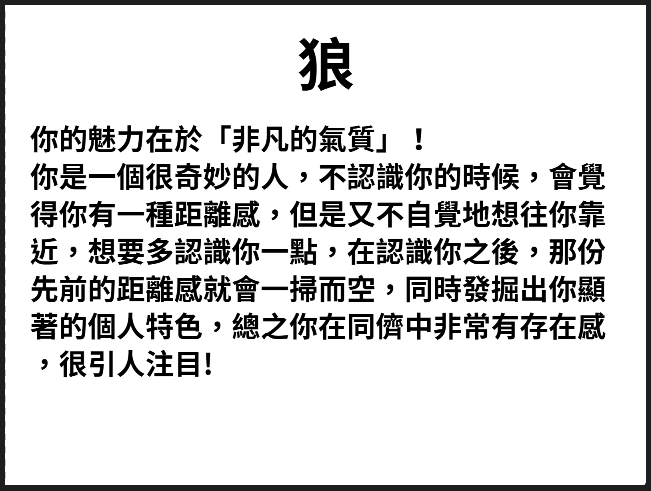 狼
你的魅力在於「非凡的氣質」！
你是一個很奇妙的人，不認識你的時候，會覺
得你有一種距離感，但是又不自覺地想往你靠
近，想要多認識你一點，在認識你之後，那份
先前的距離感就會一掃而空，同時發掘出你顯
著的個人特色，總之你在同儕中非常有存在感
，很引人注目!